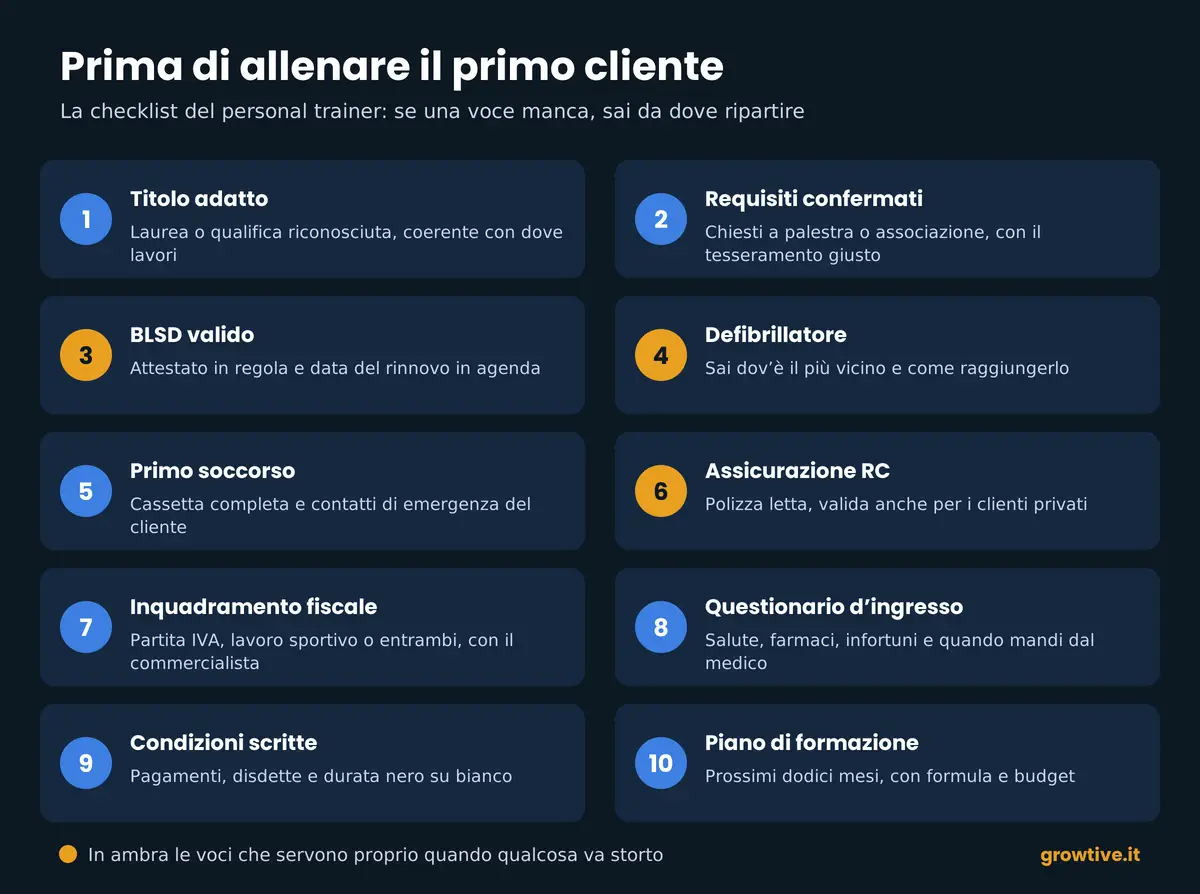 Prima di allenare il primo cliente
La checklist del personal trainer: se una voce manca, sai da dove ripartire
1
Titolo adatto
Laurea o qualifica riconosciuta, coerente con dove
lavori
2
Requisiti confermati
Chiesti a palestra o associazione, con il
tesseramento giusto
3
BLSD valido
Attestato in regola e data del rinnovo in agenda
4
Defibrillatore
Sai dov’è il più vicino e come raggiungerlo
5
Primo soccorso
Cassetta completa e contatti di emergenza del
cliente
6
Assicurazione RC
Polizza letta, valida anche per i clienti privati
7
Inquadramento fiscale
Partita IVA, lavoro sportivo o entrambi, con il
commercialista
8
Questionario d’ingresso
Salute, farmaci, infortuni e quando mandi dal
medico
9
Condizioni scritte
Pagamenti, disdette e durata nero su bianco
10
Piano di formazione
Prossimi dodici mesi, con formula e budget
In ambra le voci che servono proprio quando qualcosa va storto
growtive.it